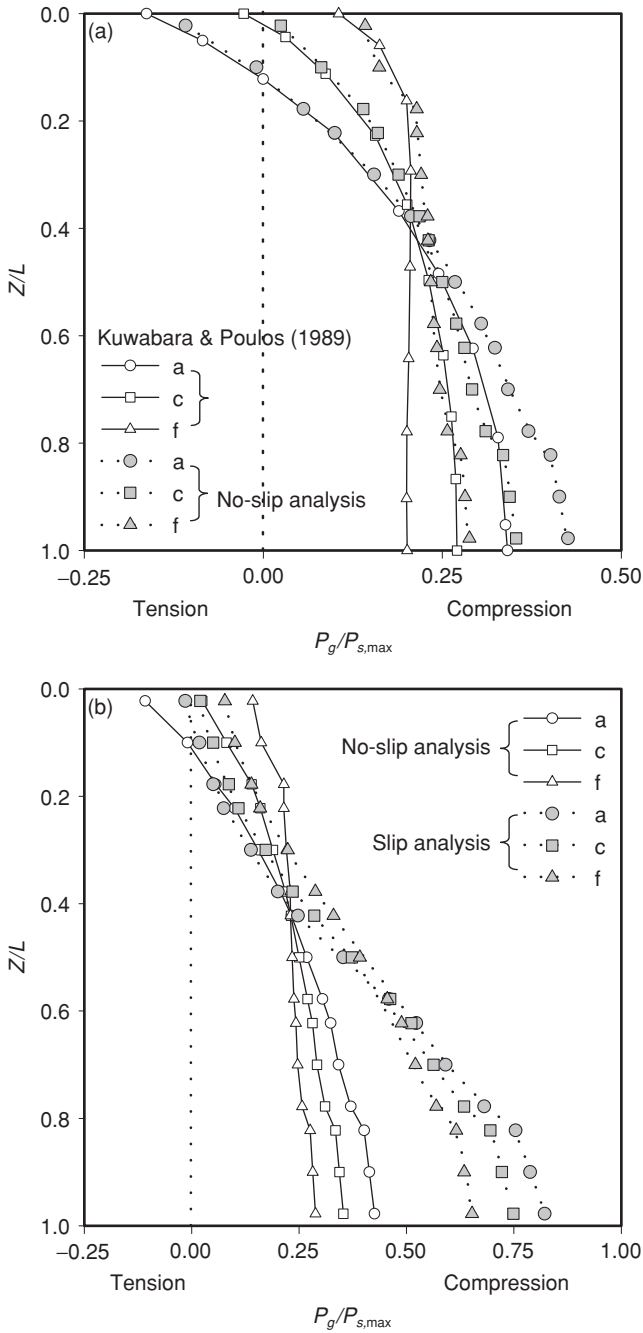 (a)
0.0
0.2
0.4
0.6
0.8
1.0
Z/L
Kuwabara & Poulos (1989)
a
c
f
a
c
f
No-slip analysis
−0.25
0.00
0.25
0.50
Tension
Compression
Pg/Ps,max
(b)
0.0
0.2
0.4
0.6
0.8
1.0
Z/L
No-slip analysis
a
c
f
Slip analysis
a
c
f
−0.25
0.00
0.25
0.50
0.75
1.00
Tension
Compression
Pg/Ps,max